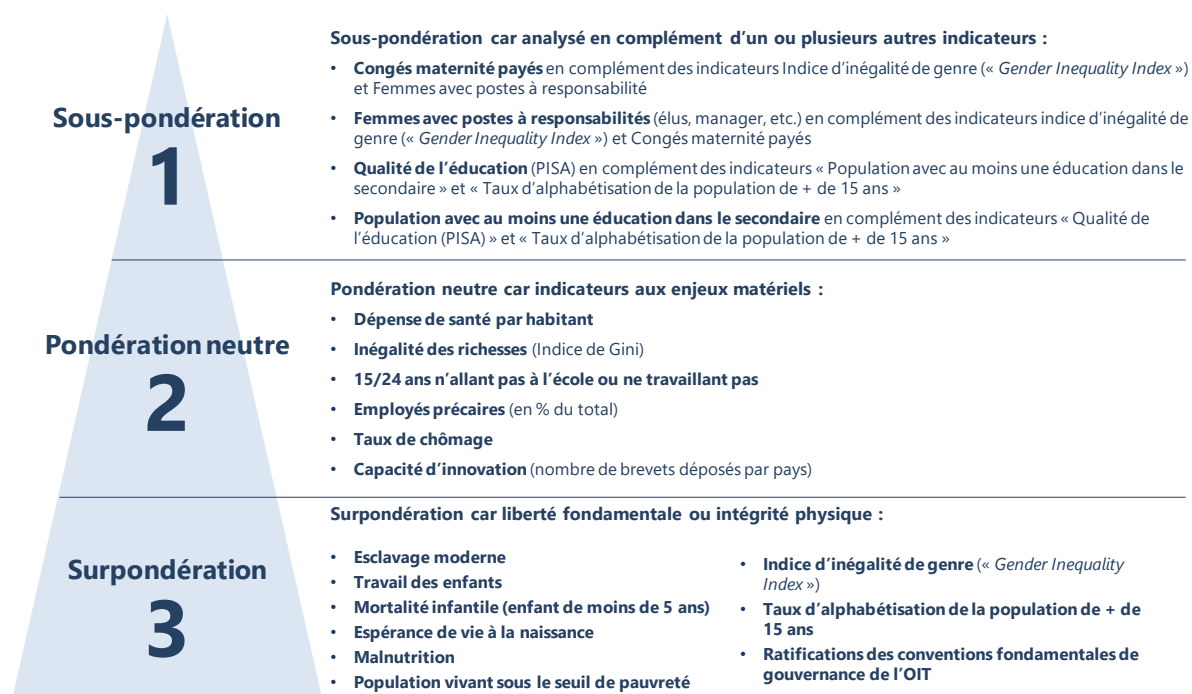 Sous-pondération
1
Sous-pondération car analysé en complément d’un ou plusieurs autres indicateurs :
• Congés maternité payés en complément des indicateurs Indice d’inégalité de genre (« Gender Inequality Index »)
et Femmes avec postes à responsabilité
• Femmes avec postes à responsabilités (élus, manager, etc.) en complément des indicateurs indice d’inégalité de
genre (« Gender Inequality Index ») et Congés maternité payés
• Qualité de l’éducation (PISA) en complément des indicateurs « Population avec au moins une éducation dans le
secondaire » et « Taux d’alphabétisation de la population de + de 15 ans »
• Population avec au moins une éducation dans le secondaire en complément des indicateurs « Qualité de
l’éducation (PISA) » et « Taux d’alphabétisation de la population de + de 15 ans »
Pondération neutre
2
Pondération neutre car indicateurs aux enjeux matériels :
• Dépense de santé par habitant
• Inégalité des richesses (Indice de Gini)
• 15/24 ans n’allant pas à l’école ou ne travaillant pas
• Employés précaires (en % du total)
• Taux de chômage
• Capacité d’innovation (nombre de brevets déposés par pays)
Surpondération
3
Surpondération car liberté fondamentale ou intégrité physique :
• Esclavage moderne
• Travail des enfants
• Mortalité infantile (enfant de moins de 5 ans)
• Espérance de vie à la naissance
• Malnutrition
• Population vivant sous le seuil de pauvreté
• Indice d’inégalité de genre (« Gender Inequality
Index »)
• Taux d’alphabétisation de la population de + de
15 ans
• Ratifications des conventions fondamentales de
gouvernance de l’OIT